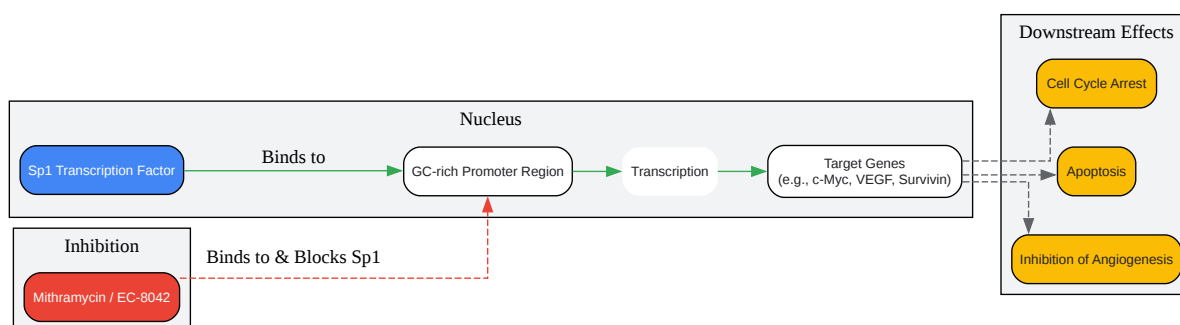 Downstream Effects
Cell Cycle Arrest
Nucleus
Sp1 Transcription Factor
Binds to
GC-rich Promoter Region
Transcription
Target Genes
(e.g., c-Myc, VEGF, Survivin)
Apoptosis
Inhibition
Binds to & Blocks Sp1
Inhibition of Angiogenesis
Mithramycin / EC-8042